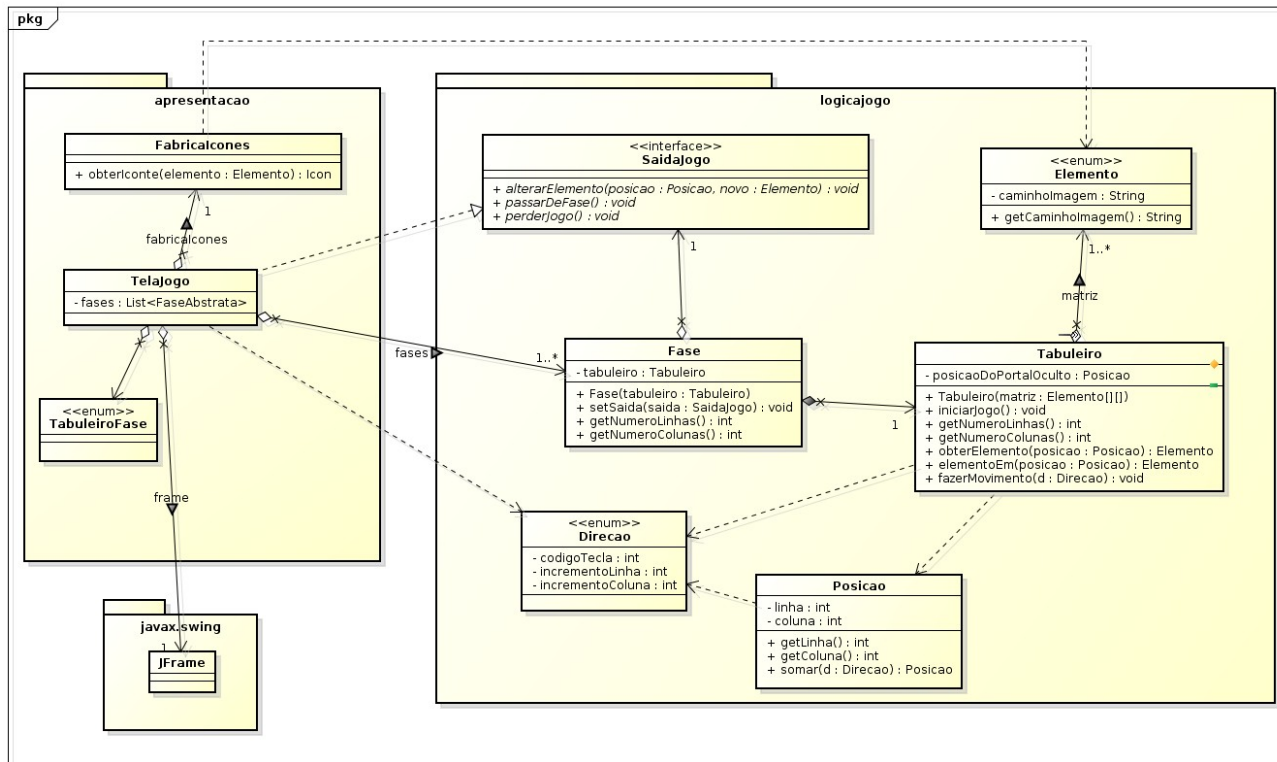 pkg
apresentacao
FabricaIcones
+ obterIconte(elemento : Elemento) : Icon
1
fabricaIcones
TelaJogo
- fases : List<FaseAbstrata>
<<enum>>
TabuleiroFase
frame
javax.swing
1
JFrame
logicajogo
<<interface>>
SaidaJogo
+ alterarElemento(posicao : Posicao, novo : Elemento) : void
+ passarDeFase() : void
+ perderJogo() : void
1
<<enum>>
Elemento
- caminhoImagem : String
+ getCaminhoImagem() : String
1..*
matriz
fases
1..*
Fase
- tabuleiro : Tabuleiro
+ Fase(tabuleiro : Tabuleiro)
+ setSaida(saida : SaidaJogo) : void
+ getNumeroLinhas() : int
+ getNumeroColunas() : int
1
Tabuleiro
- posicaoDoPortalOculto : Posicao
+ Tabuleiro(matriz : Elemento[][])
+ iniciarJogo() : void
+ getNumeroLinhas() : int
+ getNumeroColunas() : int
+ obterElemento(posicao : Posicao) : Elemento
+ elementoEm(posicao : Posicao) : Elemento
+ fazerMovimento(d : Direcao) : void
<<enum>>
Direcao
- codigoTecla : int
- incrementoLinha : int
- incrementoColuna : int
Posicao
- linha : int
- coluna : int
+ getLinha() : int
+ getColuna() : int
+ somar(d : Direcao) : Posicao